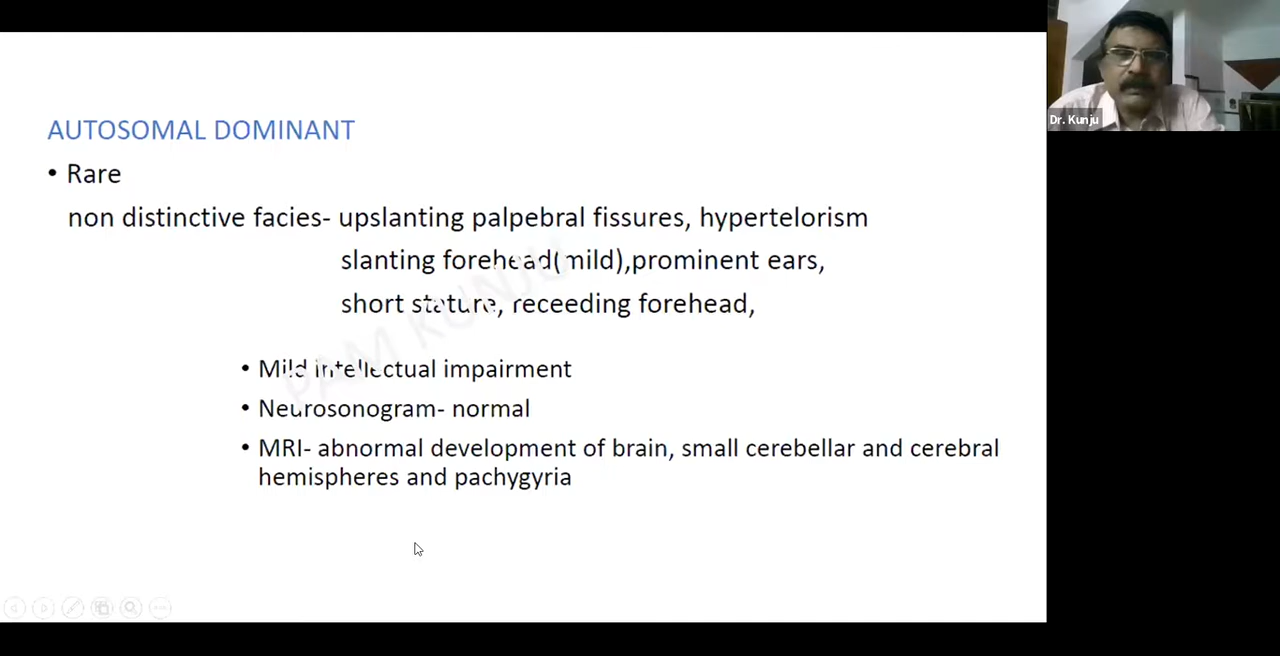 AUTOSOMAL DOMINANT
• Rare
non distinctive facies- upslanting palpebral fissures, hypertelorism
slanting forehead(mild),prominent ears,
short stature, receeding forehead,
• Mild intellectual impairment
• Neurosonogram- normal
• MRI- abnormal development of brain, small cerebellar and cerebral
hemispheres and pachygyria
PAM KUNJU
Dr. Kunju